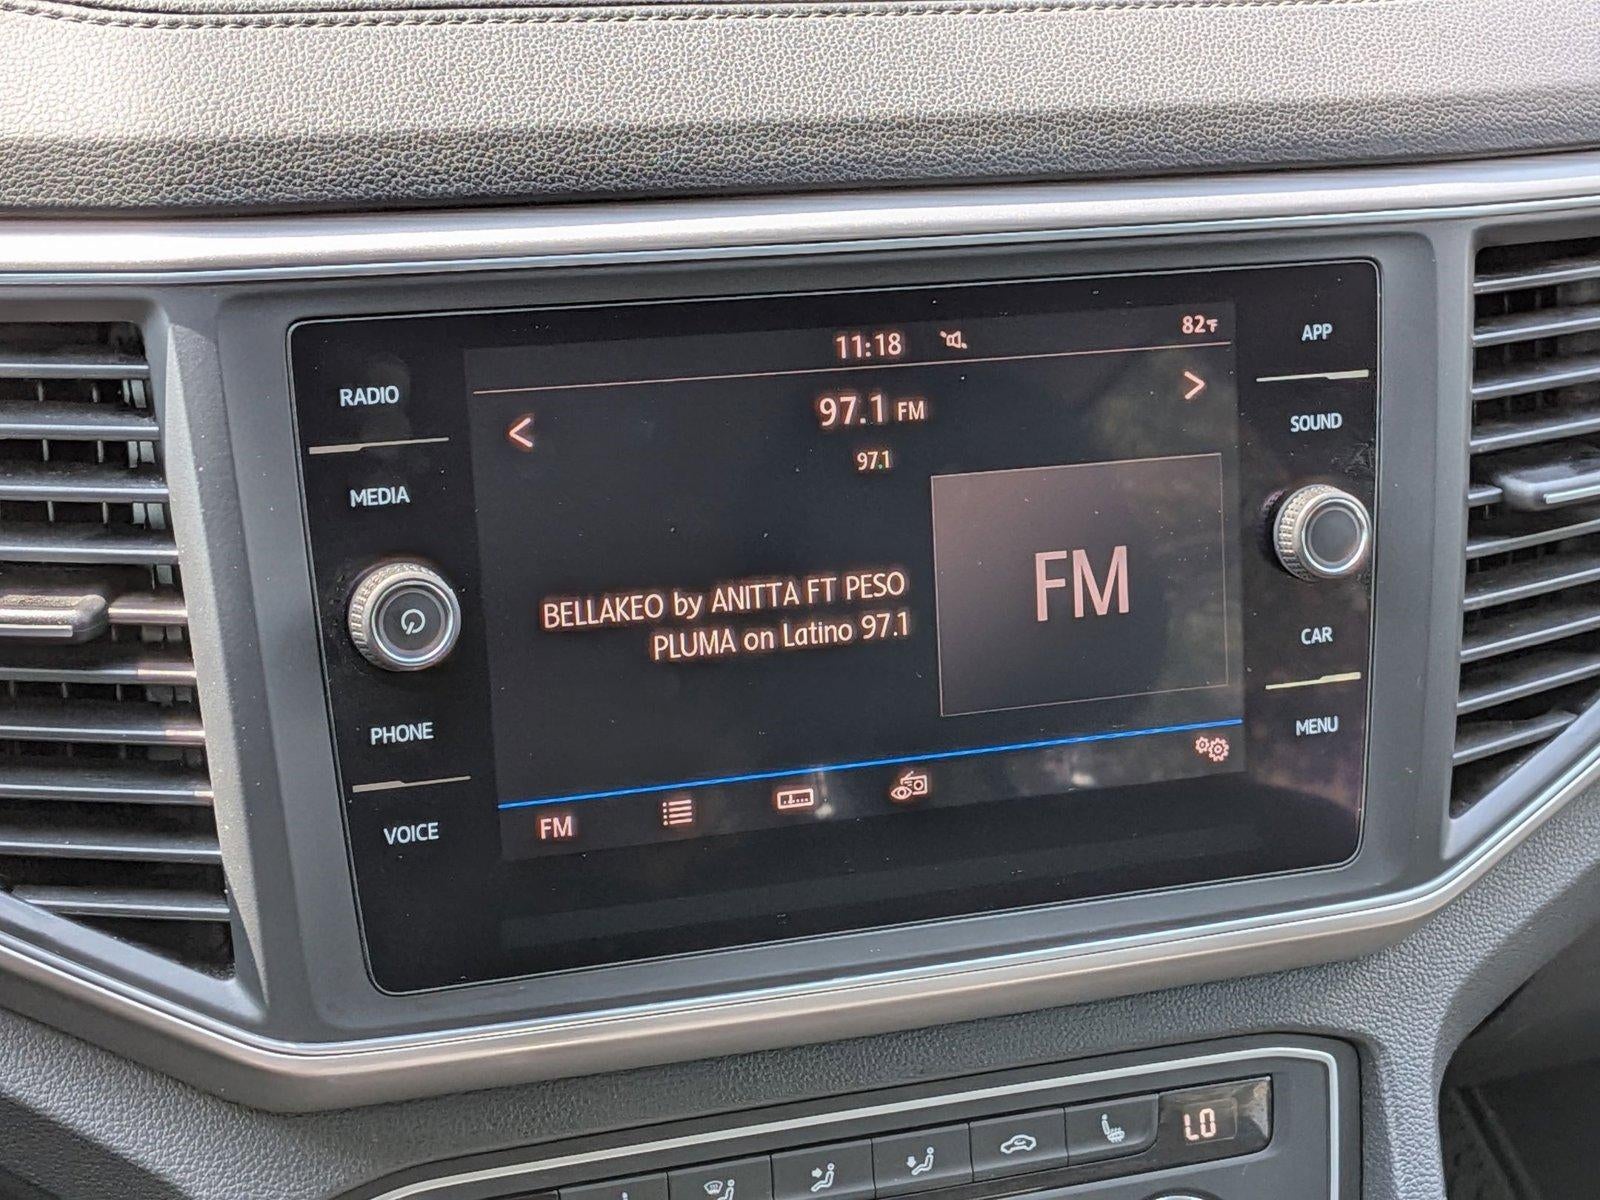 RADIO
MEDIA
PHONE
VOICE
11:18
82°F
97.1 FM
97.1
<
>
BELLAKEO by ANITTA FT PESO
PLUMA on Latino 97.1
FM
FM
APP
SOUND
CAR
MENU
LO